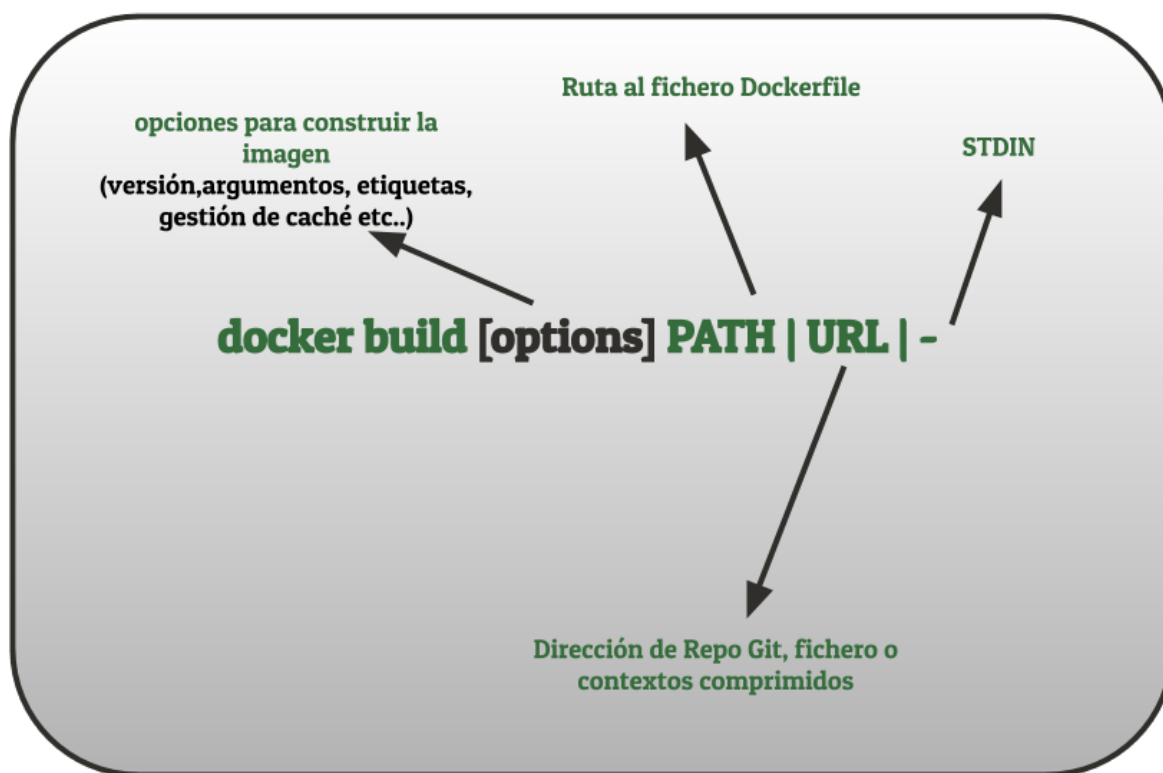 Ruta al fichero Dockerfile
opciones para construir la
imagen
(versión,argumentos, etiquetas,
gestión de caché etc..)
STDIN
docker build [options] PATH | URL | -
Dirección de Repo Git, fichero o
contextos comprimidos